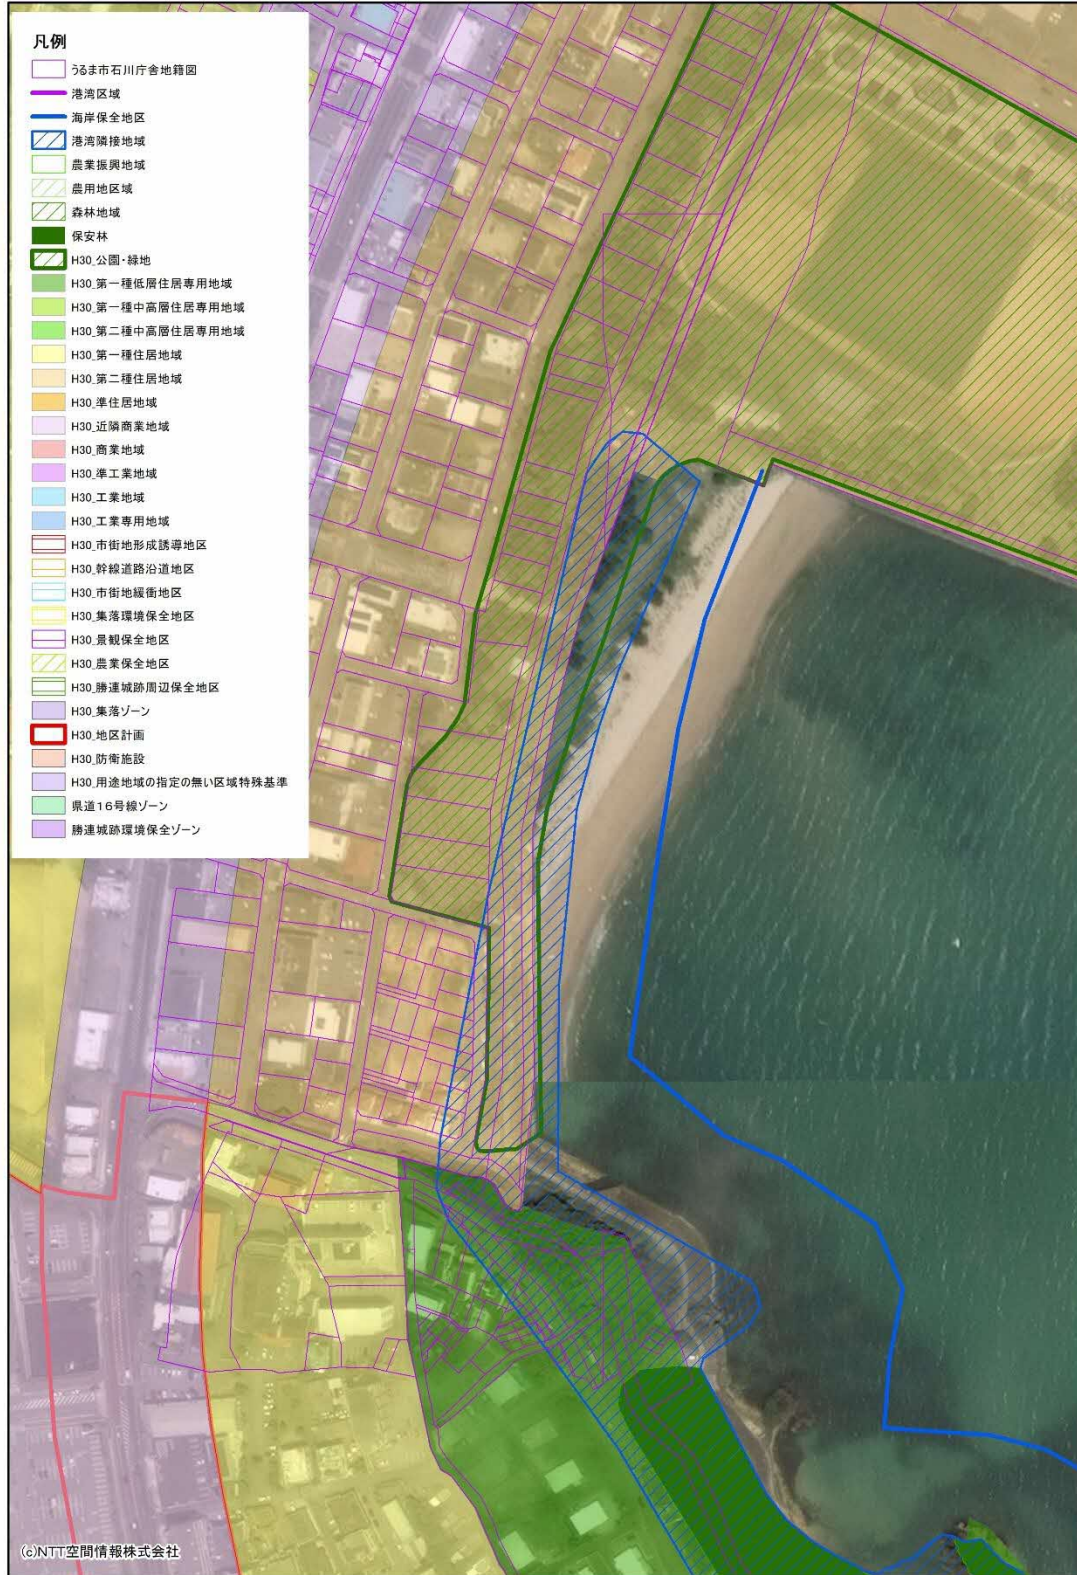 凡例
うるま市石川庁舎地籍図
港湾区域
海岸保全地区
港湾隣接地域
農業振興地域
農用地区域
森林地域
保安林
H30_公園・緑地
H30_第一種低層住居専用地域
H30_第一種中高層住居専用地域
H30_第二種中高層住居専用地域
H30_第一種住居地域
H30_第二種住居地域
H30_準住居地域
H30_近隣商業地域
H30_商業地域
H30_準工業地域
H30_工業地域
H30_工業専用地域
H30_市街地形成誘導地区
H30_幹線道路沿道地区
H30_市街地緩衝地区
H30_集落環境保全地区
H30_景観保全地区
H30_農業保全地区
H30_勝連城跡周辺保全地区
H30_集落ゾーン
H30_地区計画
H30_防衛施設
H30_用途地域の指定の無い区域特殊基準
県道16号線ゾーン
勝連城跡環境保全ゾーン
(c)NTT空間情報株式会社